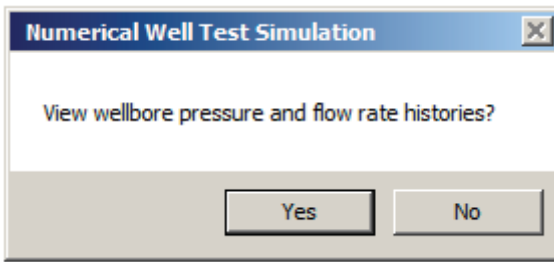 Numerical Well Test Simulation
View wellbore pressure and flow rate histories?
Yes
No